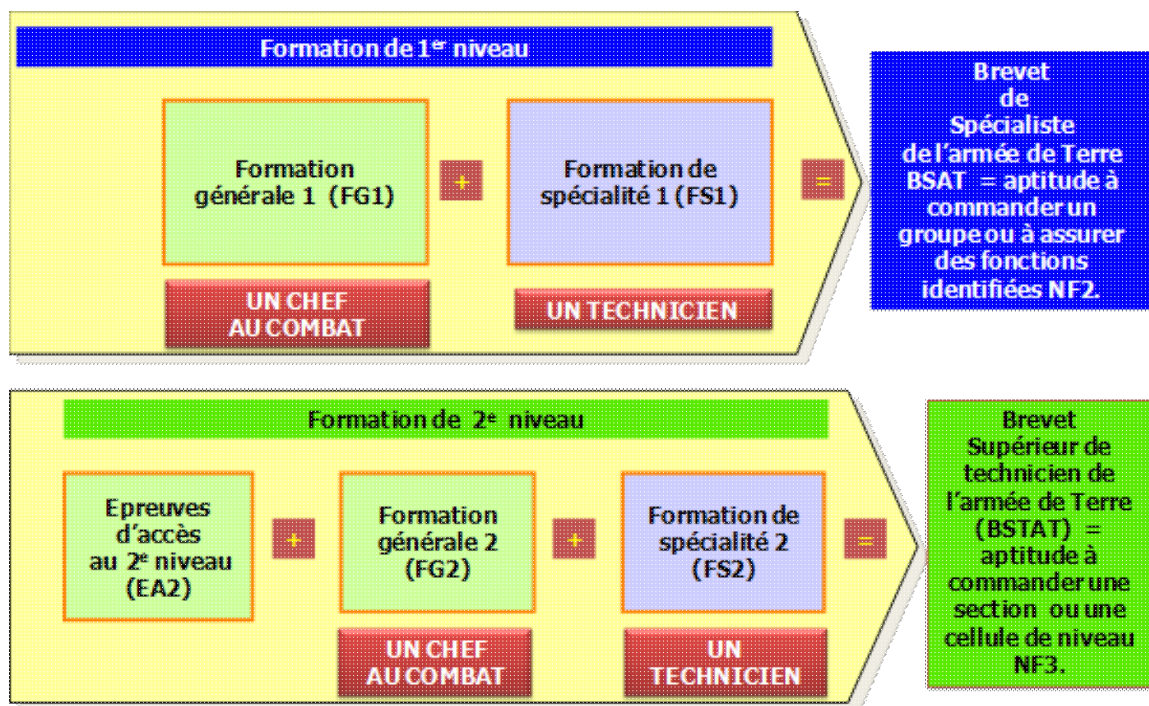 Formation de 1er niveau
Formation
générale 1 (FG1)
+
Formation de
spécialité 1 (FS1)
=
UN CHEF
AU COMBAT
UN TECHNICIEN
Brevet
de
Spécialiste
de l'armée de Terre
BSAT = aptitude à
commander un
groupe ou à assurer
des fonctions
identifiées NF2.
Formation de 2e niveau
Epreuves
d'accès
au 2e niveau
(EA2)
+
Formation
générale 2
(FG2)
+
Formation de
spécialité 2
(FS2)
=
UN CHEF
AU COMBAT
UN
TECHNICIEN
Brevet
Supérieur de
technicien de
l'armée de Terre
(BSTAT) =
aptitude à
commander une
section ou une
cellule de niveau
NF3.